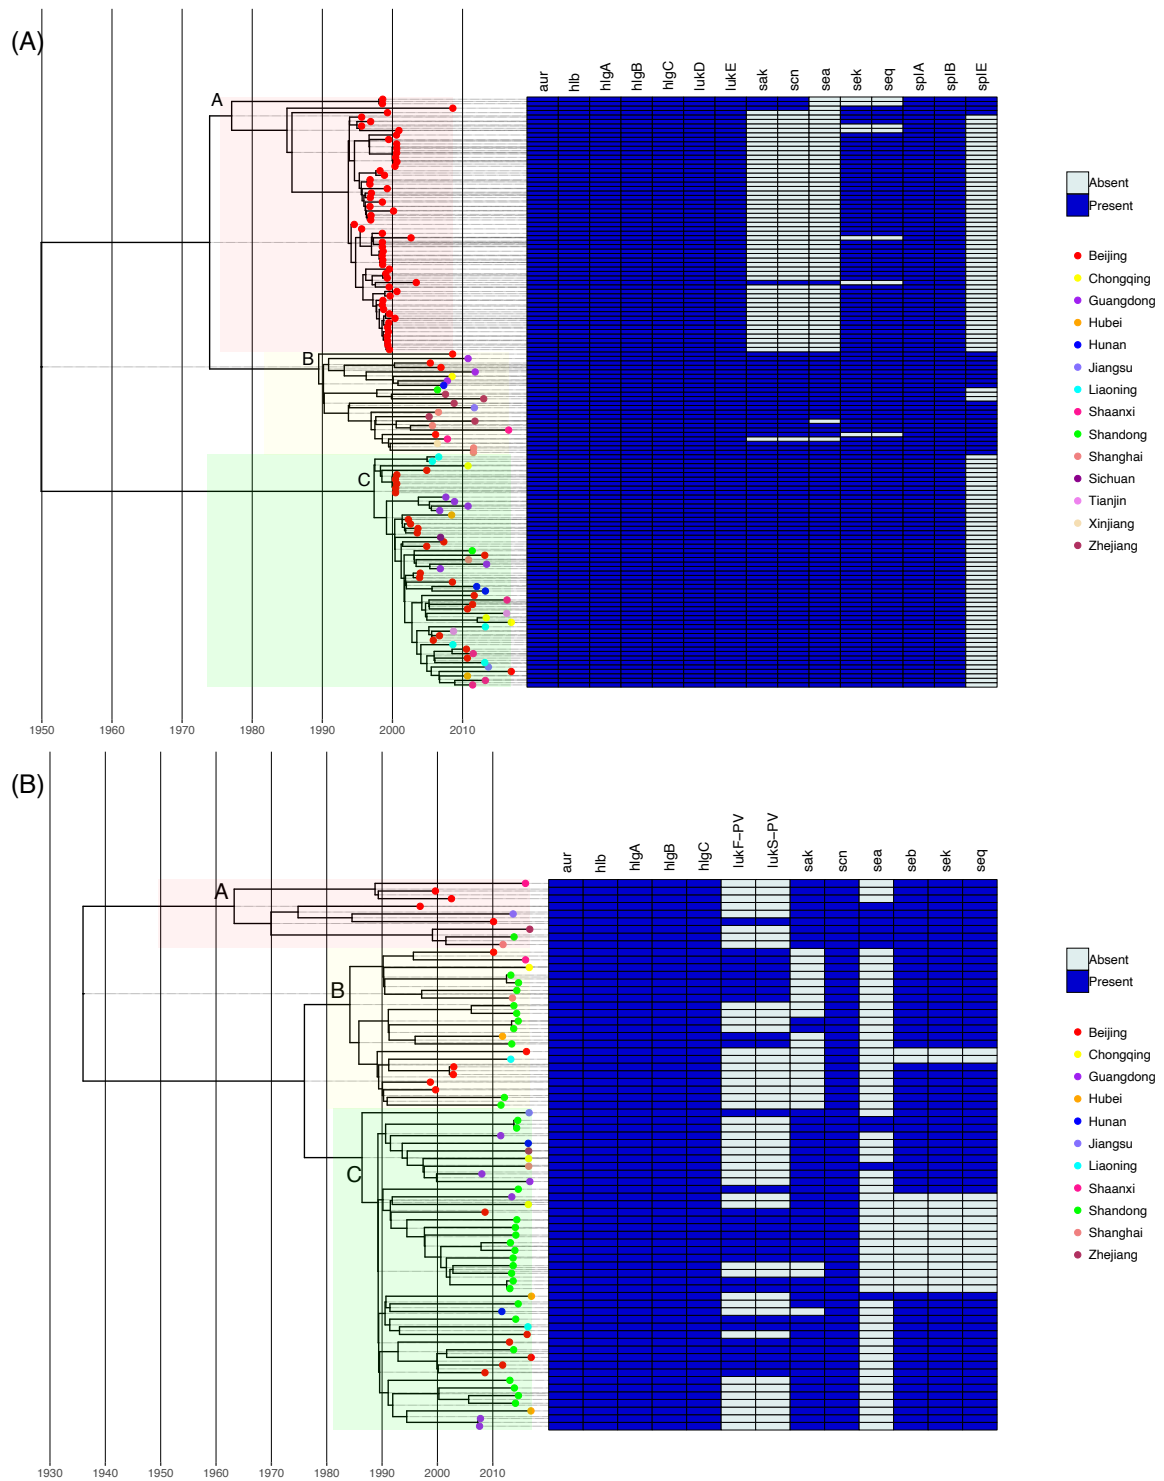 (A)
aur hlb hlgA hlgB hlgC lukD lukE sak scn sea sek seq splA splB splE
A
B
C
Absent
Present
Beijing
Chongqing
Guangdong
Hubei
Hunan
Jiangsu
Liaoning
Shaanxi
Shandong
Shanghai
Sichuan
Tianjin
Xinjiang
Zhejiang
1950 1960 1970 1980 1990 2000 2010
(B)
aur hlb hlgA hlgB hlgC lukF−PV lukS−PV sak scn sea seb sek seq
A
B
C
Absent
Present
Beijing
Chongqing
Guangdong
Hubei
Hunan
Jiangsu
Liaoning
Shaanxi
Shandong
Shanghai
Zhejiang
1930 1940 1950 1960 1970 1980 1990 2000 2010